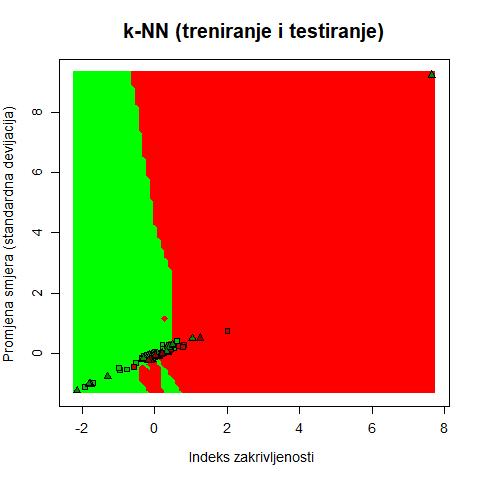 k-NN (treniranje i testiranje)
Promjena smjera (standardna devijacija)
8
6
4
2
0
-2 0 2 4 6 8
Indeks zakrivljenosti